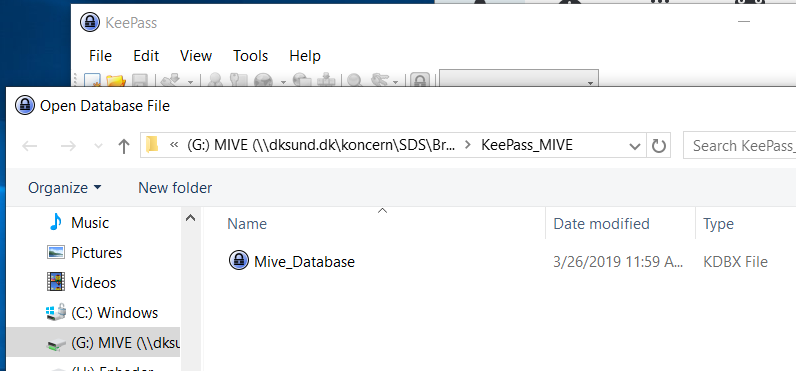 KeePass
File Edit View Tools Help
Open Database File
« (G:) MIVE (\\dksund.dk\koncern\SDS\Br... > KeePass_MIVE
Search KeePass_
Organize
New folder
Music
Pictures
Videos
(C:) Windows
(G:) MIVE (\\dksu
Name Date modified Type
Mive_Database 3/26/2019 11:59 A... KDBX File